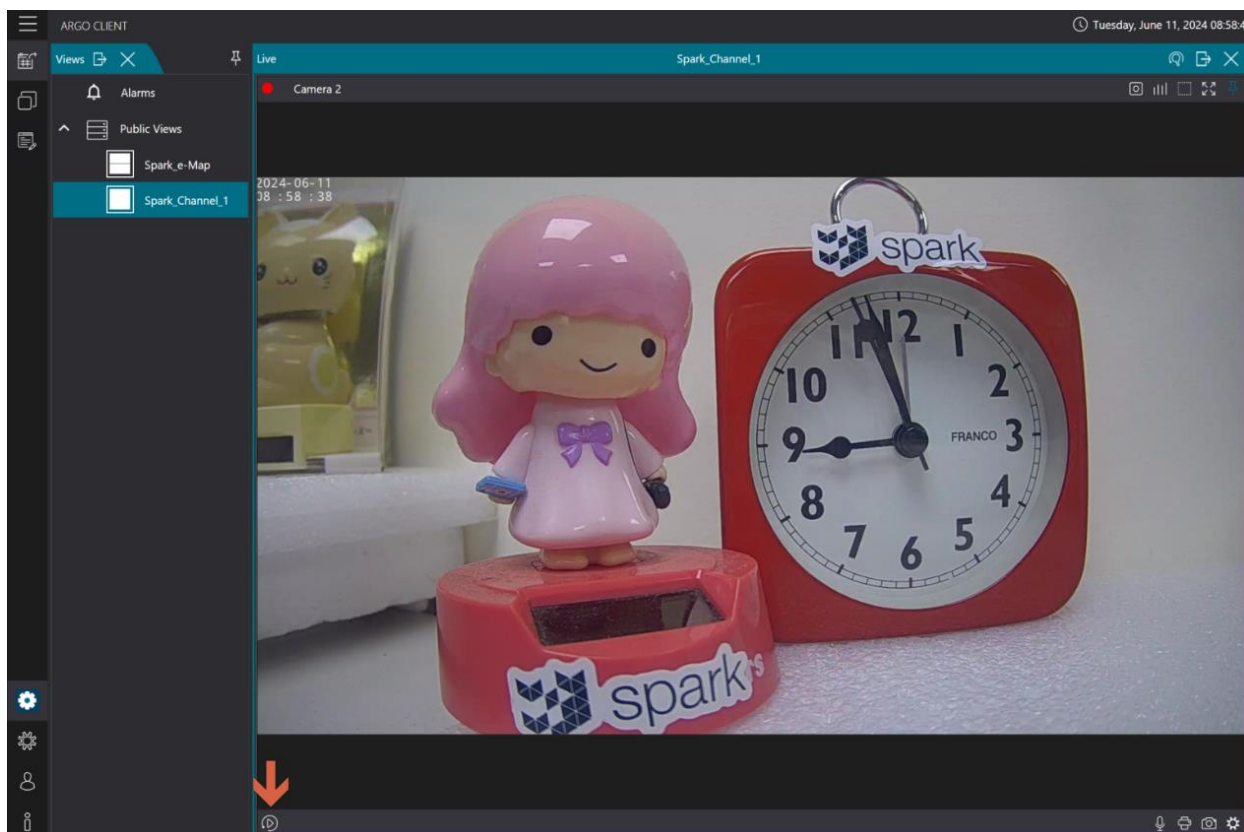 ARGO CLIENT
Tuesday, June 11, 2024 08:58:4
Views
Live
Spark_Channel_1
Alarms
Camera 2
Public Views
Spark_e-Map
Spark_Channel_1
2024-06-11
08 :58 :38
spark
12
1
2
3
4
5
6
7
8
9
10
11
FRANCO
spark